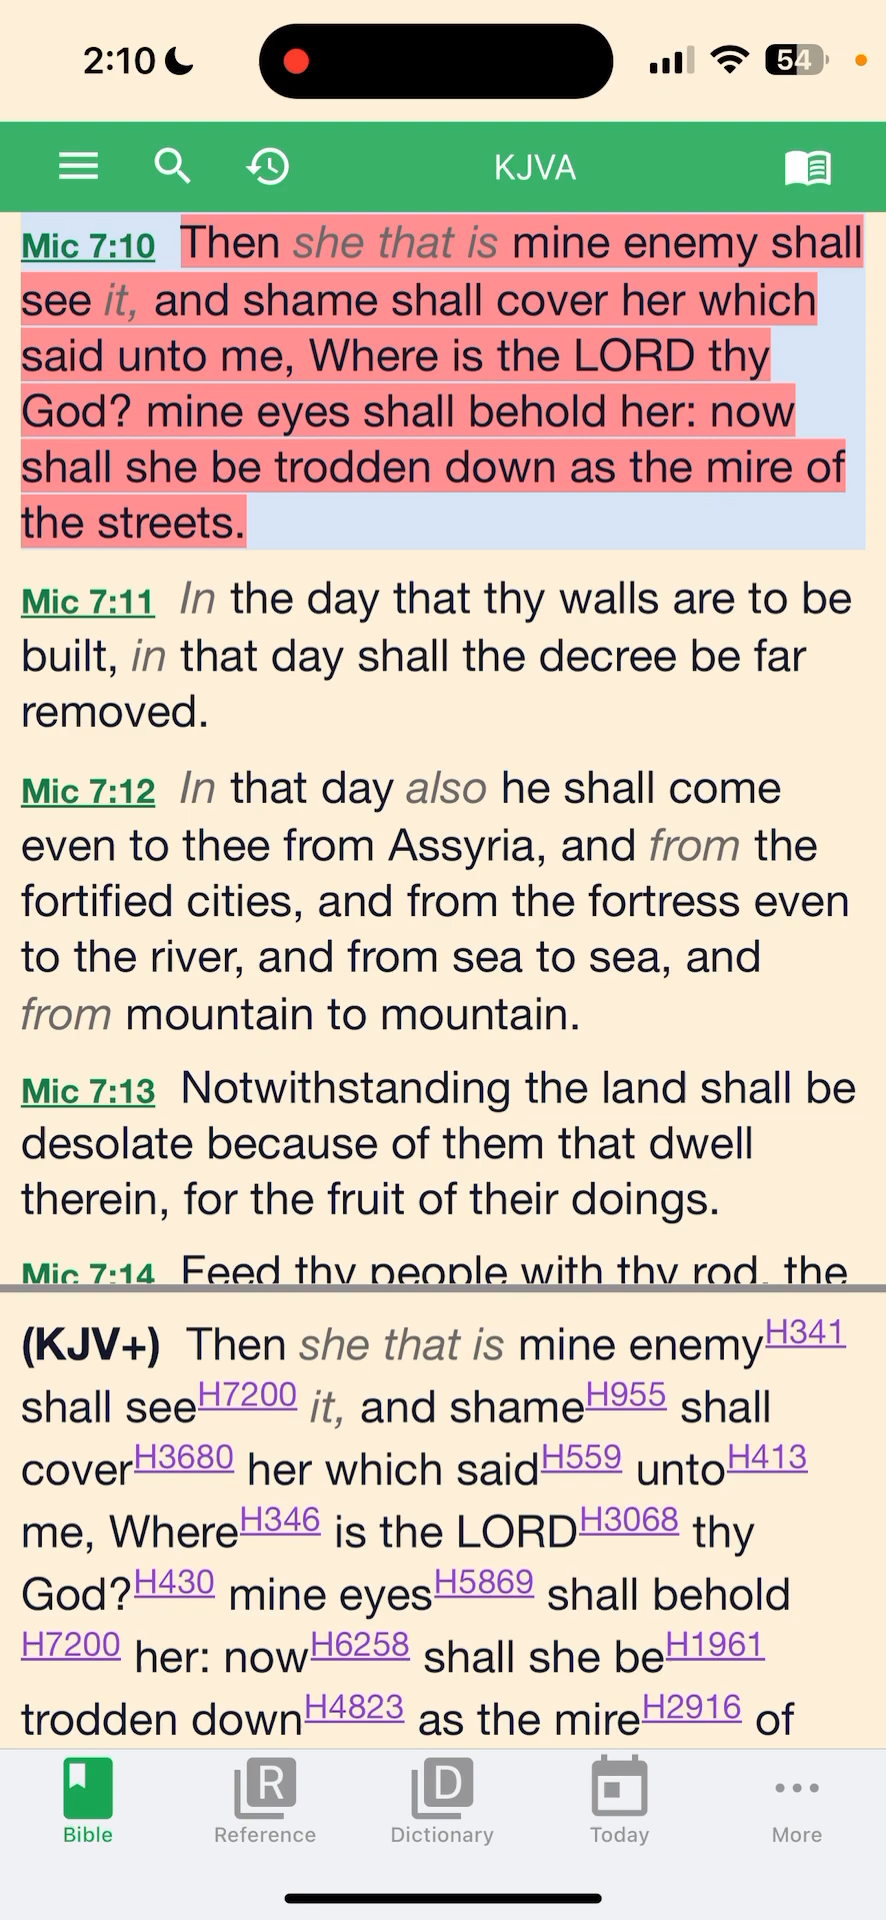 2:10
54
KJVA
Mic 7:10 Then she that is mine enemy shall
see it, and shame shall cover her which
said unto me, Where is the LORD thy
God? mine eyes shall behold her: now
shall she be trodden down as the mire of
the streets.
Mic 7:11 In the day that thy walls are to be
built, in that day shall the decree be far
removed.
Mic 7:12 In that day also he shall come
even to thee from Assyria, and from the
fortified cities, and from the fortress even
to the river, and from sea to sea, and
from mountain to mountain.
Mic 7:13 Notwithstanding the land shall be
desolate because of them that dwell
therein, for the fruit of their doings.
Mic 7:14 Feed thy people with thy rod, the
(KJV+) Then she that is mine enemyH341
shall seeH7200 it, and shameH955 shall
coverH3680 her which saidH559 untoH413
me, WhereH346 is the LORDH3068 thy
God?H430 mine eyesH5869 shall behold
H7200 her: nowH6258 shall she beH1961
trodden downH4823 as the mireH2916 of
R
D
Bible
Reference
Dictionary
Today
More